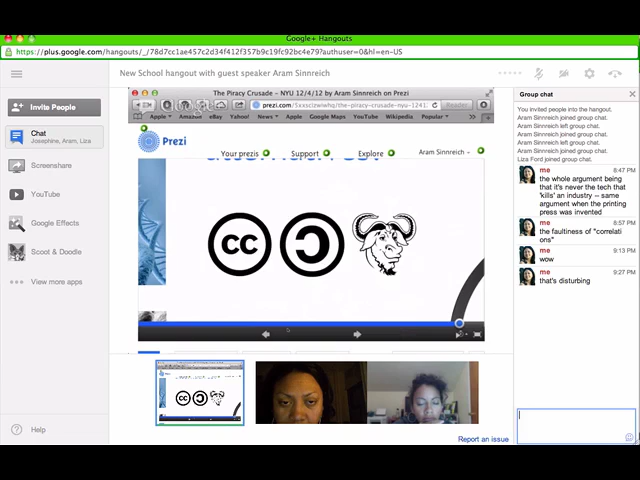 Google+ Hangouts
https://plus.google.com/hangouts/_/78d7cc1ae457c2d34f412f357b9c19fc92bc4e79?authuser=0&hl=en-US
New School hangout with guest speaker Aram Sinnreich
Invite People
Chat
Josephine, Aram, Liza
Screenshare
YouTube
Google Effects
Scoot & Doodle
View more apps
Help
The Piracy Crusade – NYU 12/4/12 by Aram Sinnreich on Prezi
Reader
Apple
Amazon
eBay
Yahoo!
News
Apple
YouTube
Wikipedia
Popular
Prezi
Your prezis
Support
Explore
Aram Sinnreich
cc
Prezi
cc
Report an issue
Group chat
You invited people into the hangout.
Aram Sinnreich joined group chat.
Aram Sinnreich left group chat.
Aram Sinnreich joined group chat.
Aram Sinnreich left group chat.
Aram Sinnreich joined group chat.
Liza Ford joined group chat.
me 8:47 PM
the whole argument being
that it's never the tech that
'kills' an industry -- same
argument when the printing
press was invented
me 8:57 PM
the faultiness of "correlati
ons"
me 9:13 PM
wow
me 9:27 PM
that's disturbing